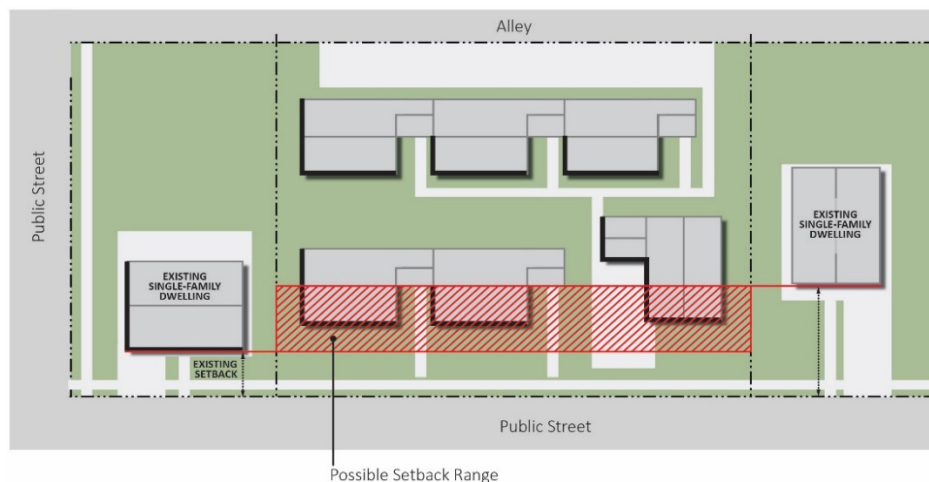 Alley
Public Street
EXISTING
SINGLE-FAMILY
DWELLING
EXISTING
SINGLE-FAMILY
DWELLING
EXISTING
SETBACK
Public Street
Possible Setback Range